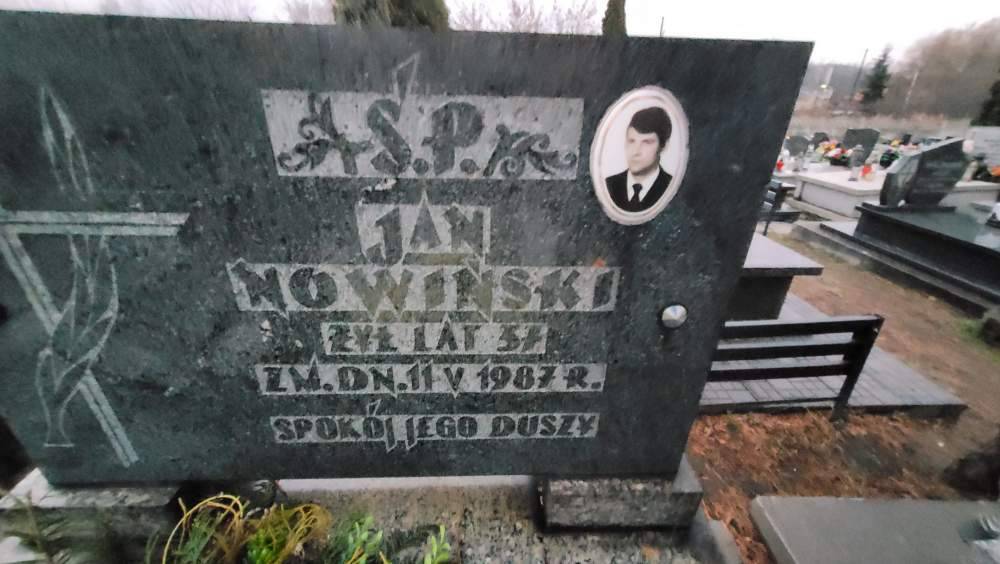 Ś.P.
JAN
NOWIŃSKI
ŻYŁ LAT 37
ZM. DN. 11 V 1987 R.
SPOKÓJ JEGO DUSZY